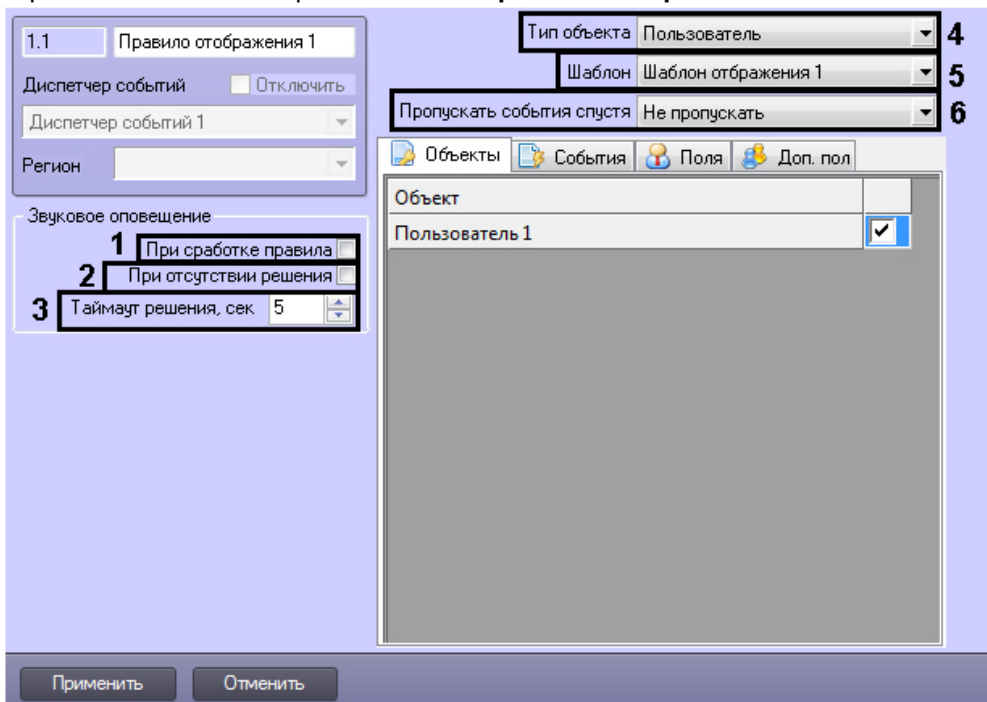 1.1 Правило отображения 1
Диспетчер событий Отключить
Диспетчер событий 1
Регион
Звуковое оповещение
1 При сработке правила
2 При отсутствии решения
3 Таймаут решения, сек 5
Тип объекта Пользователь 4
Шаблон Шаблон отбражения 1 5
Пропускать события спустя Не пропускать 6
Объекты События Поля Доп. пол
Объект
Пользователь 1
Применить Отменить